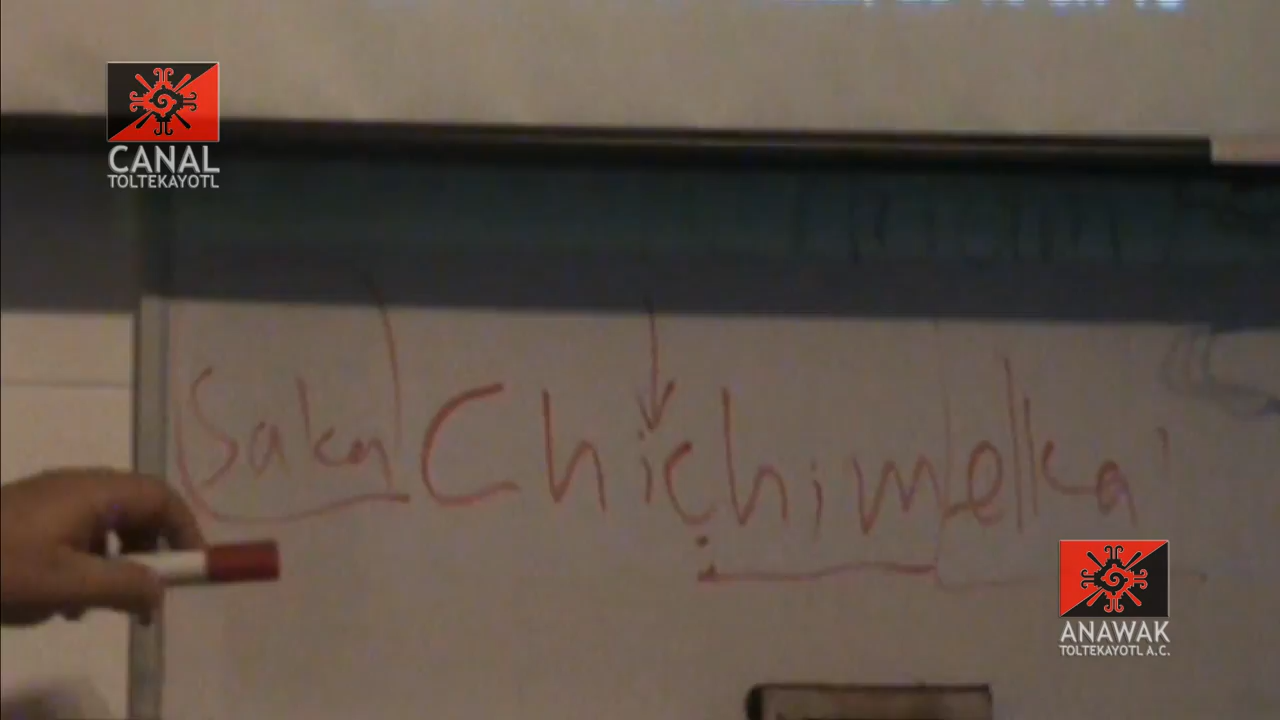 CANAL
TOLTEKAYOTL
Saka Chichimeka
ANAWAK
TOLTEKAYOTL A.C.